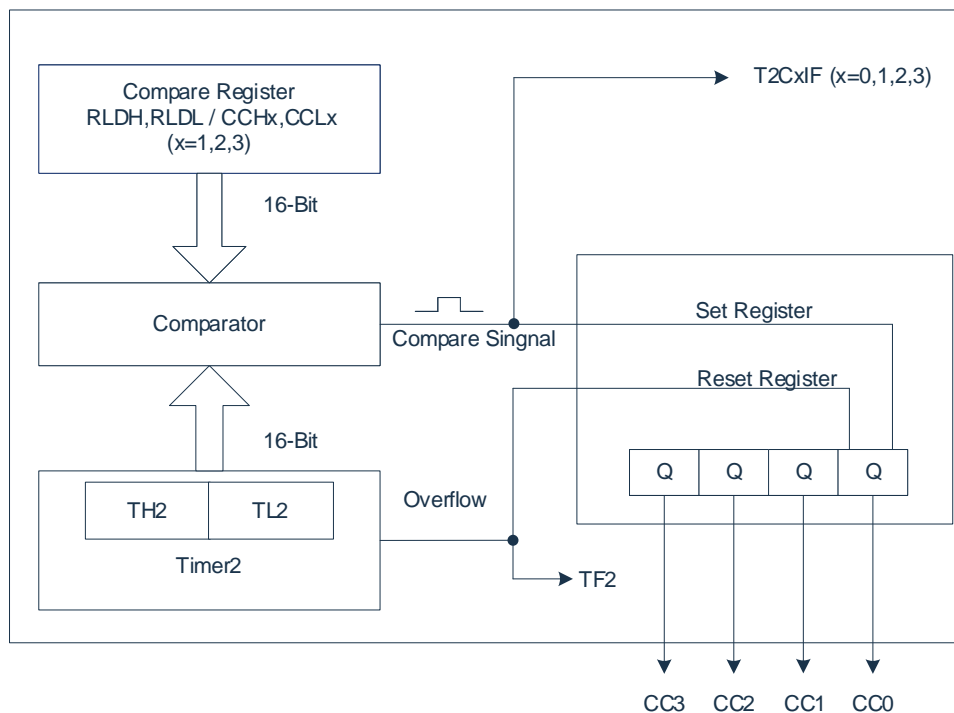 Compare Register
RLDH,RLDL / CCHx,CCLx
(x=1,2,3)
T2CxIF (x=0,1,2,3)
16-Bit
Comparator
Compare Singnal
Set Register
Reset Register
16-Bit
TH2
TL2
Timer2
Overflow
TF2
Q
Q
Q
Q
CC3
CC2
CC1
CC0